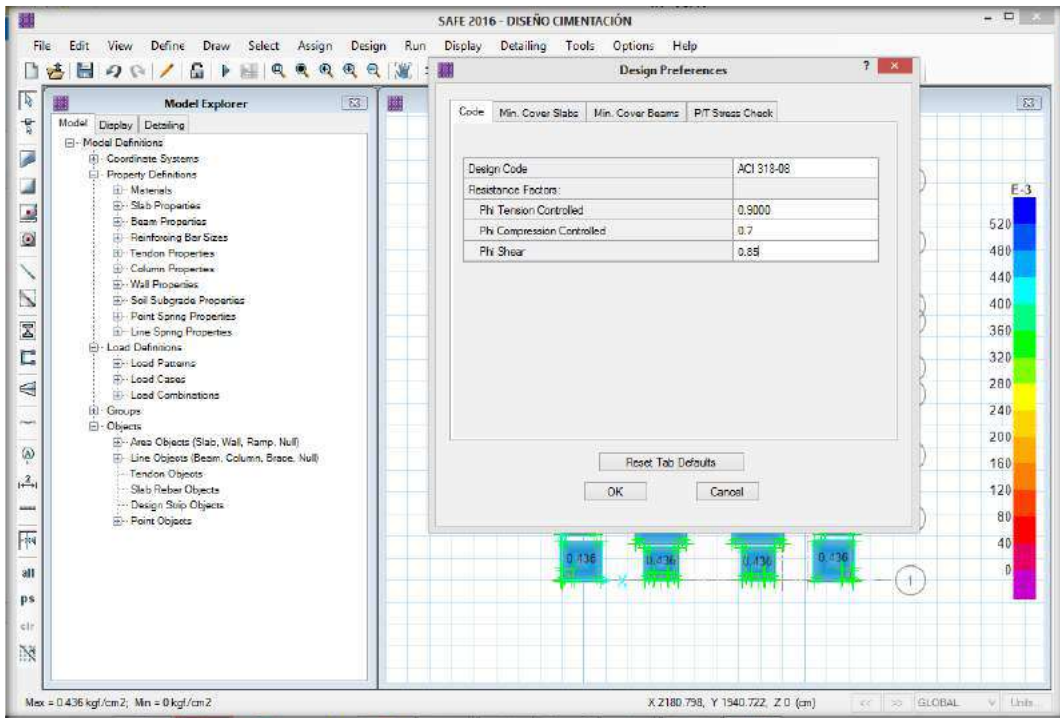 SAFE 2016 - DISEÑO CIMENTACIÓN
File Edit View Define Draw Select Assign Design Run Display Detailing Tools Options Help
Model Explorer
Model Display Detailing
Model Definitions
Coordinate Systems
Property Definitions
Materials
Slab Properties
Beam Properties
Reinforcing Bar Sizes
Tendon Properties
Column Properties
Wall Properties
Soil Subgrade Properties
Point Spring Properties
Line Spring Properties
Load Definitions
Load Patterns
Load Cases
Load Combinations
Groups
Objects
Area Objects (Slab, Wall, Ramp, Null)
Line Objects (Beam, Column, Brace, Null)
Tendon Objects
Slab Rebar Objects
Design Strip Objects
Point Objects
all
ps
clr
Design Preferences ?
Code Min. Cover Slabs Min. Cover Beams P/T Stress Check
Design Code ACI 318-08
Resistance Factors:
Phi Tension Controlled 0.9000
Phi Compression Controlled 0.7
Phi Shear 0.85
Reset Tab Defaults
OK Cancel
E-3
520
480
440
400
360
320
280
240
200
160
120
80
40
0
0.436 0.436 0.436 0.436
X
1
Max = 0.436 kgf/cm2; Min = 0 kgf/cm2 X 2180.798, Y 1940.722, Z 0 (cm) << >> GLOBAL Units...